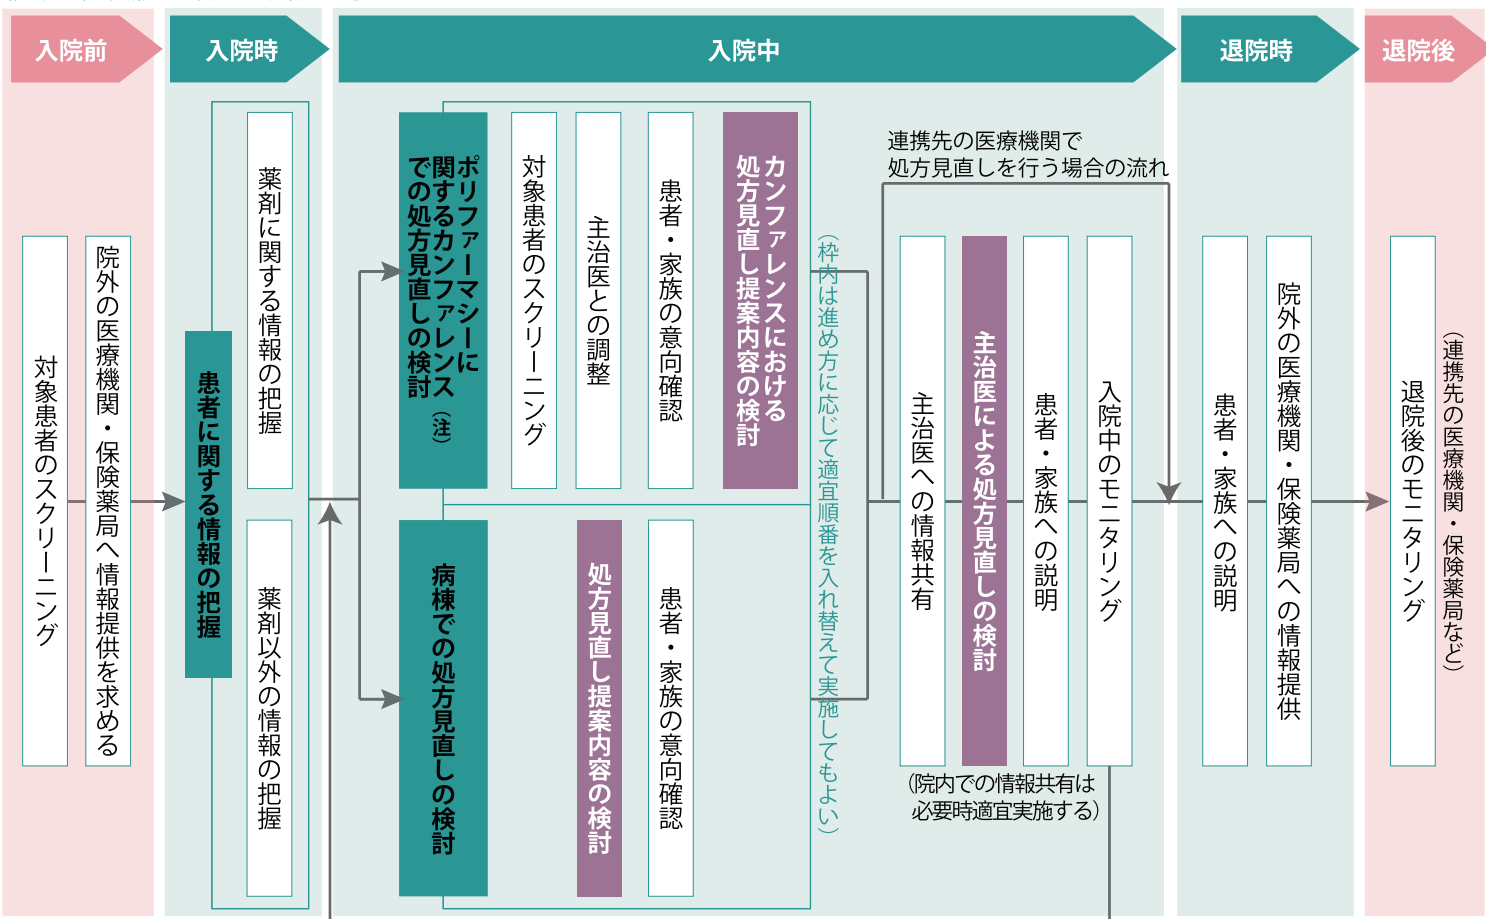 入院前
入院時
入院中
退院時
退院後
対象患者のスクリーニング
院外の医療機関・保険薬局へ情報提供を求める
患者に関する情報の把握
薬剤に関する情報の把握
薬剤以外の情報の把握
ポリファーマシーに
関するカンファレンス
での処方見直しの検討
(注)
対象患者のスクリーニング
主治医との調整
患者・家族の意向確認
カンファレンスにおける
処方見直し提案内容の検討
病棟での処方見直しの検討
処方見直し提案内容の検討
患者・家族の意向確認
(枠内は進め方に応じて適宜順番を入れ替えて実施してもよい)
連携先の医療機関で
処方見直しを行う場合の流れ
主治医への情報共有
主治医による処方見直しの検討
患者・家族への説明
入院中のモニタリング
(院内での情報共有は
必要時適宜実施する)
患者・家族への説明
院外の医療機関・保険薬局への情報提供
退院後のモニタリング
(連携先の医療機関・保険薬局など)